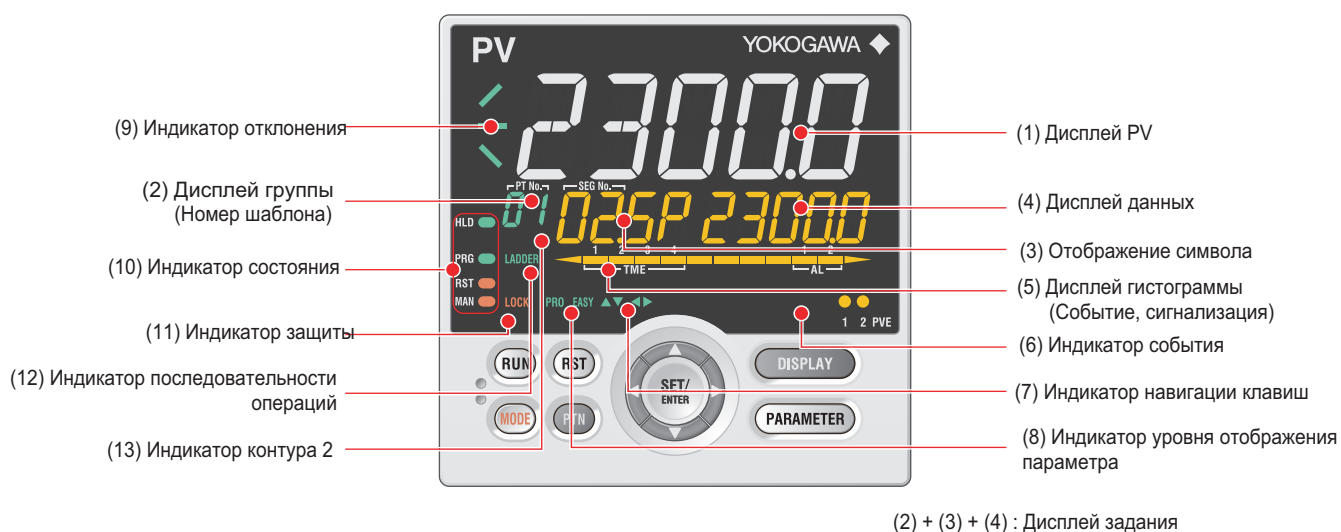 PV
YOKOGAWA
2300.0
PT No.
SEG No.
01
02SP
2300.0
HLD
PRG
RST
MAN
LADDER
LOCK
PRO
EASY
1 2 3 4
TME
1 2
AL
1 2 PVE
RUN
RST
MODE
PTN
SET/
ENTER
DISPLAY
PARAMETER
(9) Индикатор отклонения
(2) Дисплей группы
(Номер шаблона)
(10) Индикатор состояния
(11) Индикатор защиты
(12) Индикатор последовательности
операций
(13) Индикатор контура 2
(1) Дисплей PV
(4) Дисплей данных
(3) Отображение символа
(5) Дисплей гистограммы
(Событие, сигнализация)
(6) Индикатор события
(7) Индикатор навигации клавиш
(8) Индикатор уровня отображения
параметра
(2) + (3) + (4) : Дисплей задания